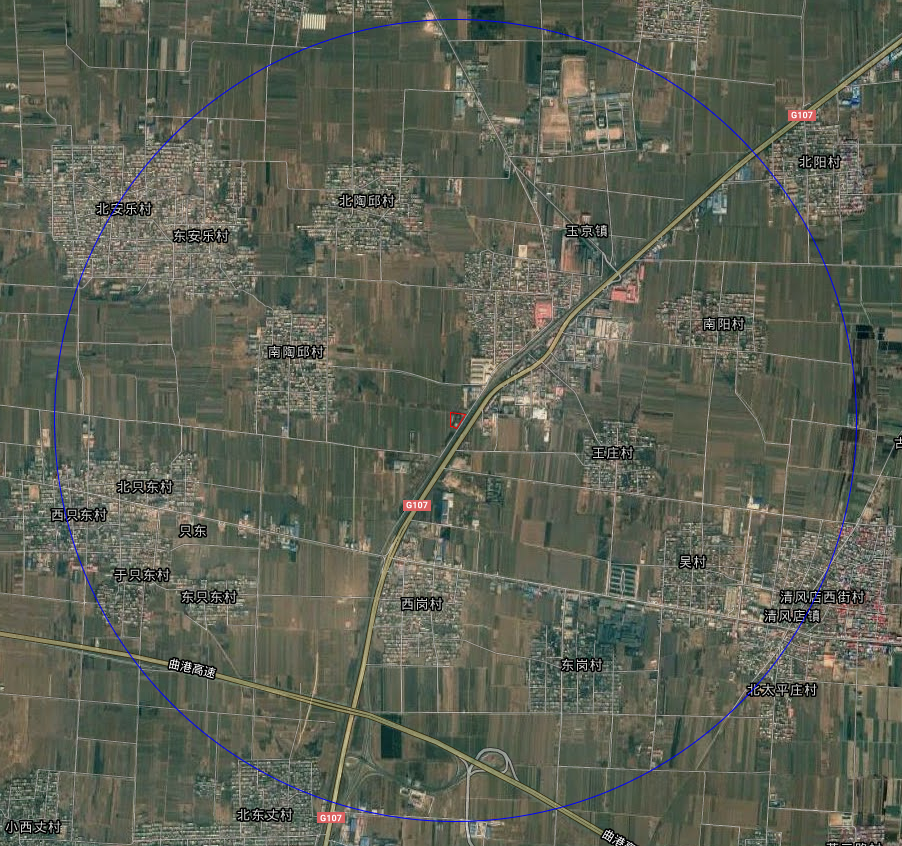 G107
北阳村
北陶邱村
北安乐村
东安乐村
玉京镇
南阳村
南陶邱村
王庄村
北只东村
G107
西只东村
只东
吴村
于只东村
东只东村
西岗村
清风店西街村
清风店镇
东岗村
曲港高速
北太平庄村
北东丈村
G107
小西丈村